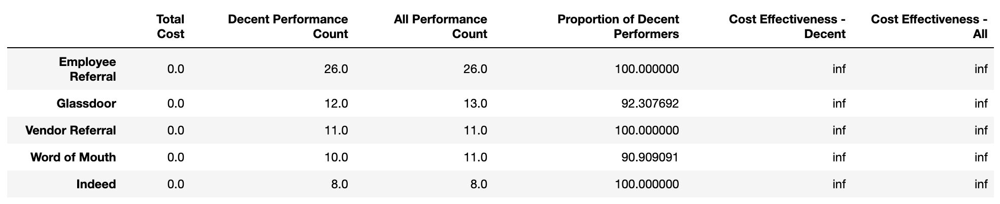 Total Cost Decent Performance Count All Performance Count Proportion of Decent Performers Cost Effectiveness - Decent Cost Effectiveness - All
Employee Referral 0.0 26.0 26.0 100.000000 inf inf
Glassdoor 0.0 12.0 13.0 92.307692 inf inf
Vendor Referral 0.0 11.0 11.0 100.000000 inf inf
Word of Mouth 0.0 10.0 11.0 90.909091 inf inf
Indeed 0.0 8.0 8.0 100.000000 inf inf